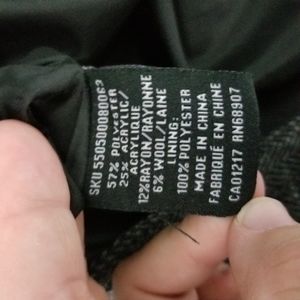 SKU 5505000080063
57% POLYESTER
25% ACRYLIC/
ACRYLIQUE
12%RAYON/RAYONNE
6% WOOL/LAINE
LINING:
100% POLYESTER
MADE IN CHINA
FABRIQUÉ EN CHINE
CA01217 RN68907